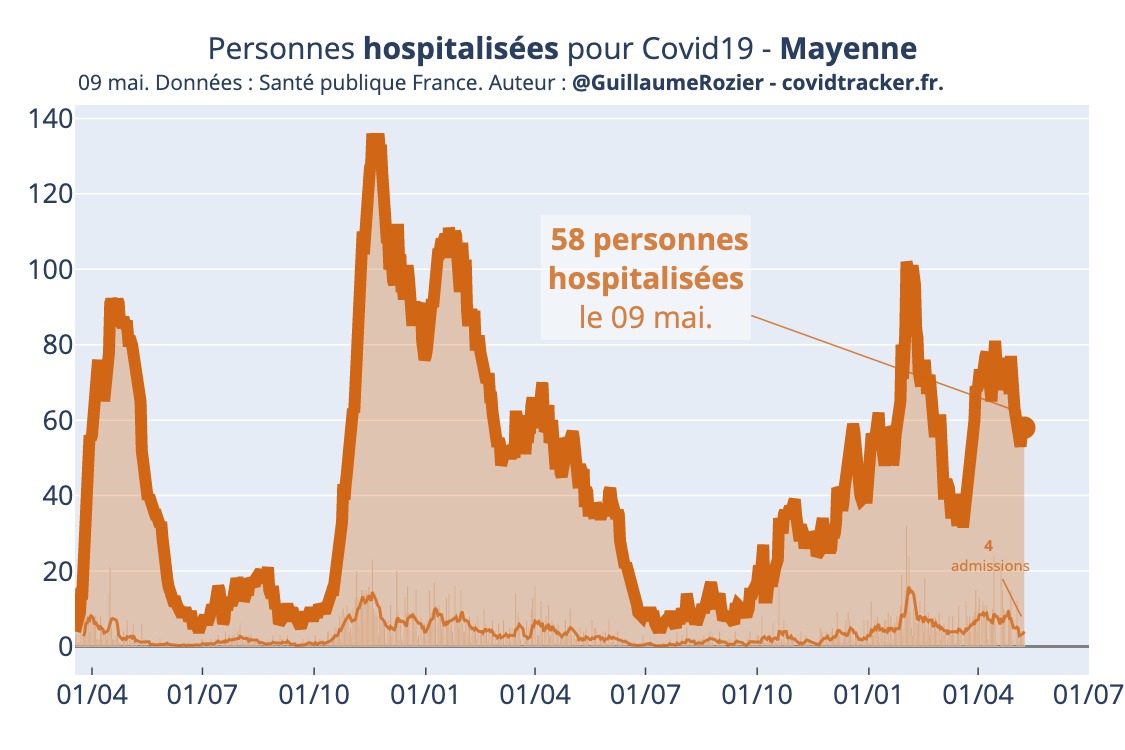 Personnes hospitalisées pour Covid19 - Mayenne
09 mai. Données : Santé publique France. Auteur : @GuillaumeRozier - covidtracker.fr.
140
120
100
80
60
40
20
0
58 personnes
hospitalisées
le 09 mai.
4
admissions
01/04 01/07 01/10 01/01 01/04 01/07 01/10 01/01 01/04 01/07